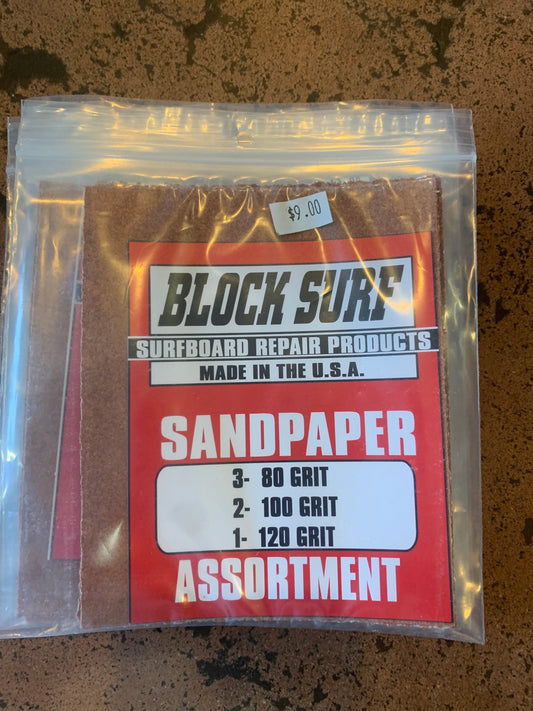 $9.00
BLOCK SURF
SURFBOARD REPAIR PRODUCTS
MADE IN THE U.S.A.
SANDPAPER
3- 80 GRIT
2- 100 GRIT
1- 120 GRIT
ASSORTMENT